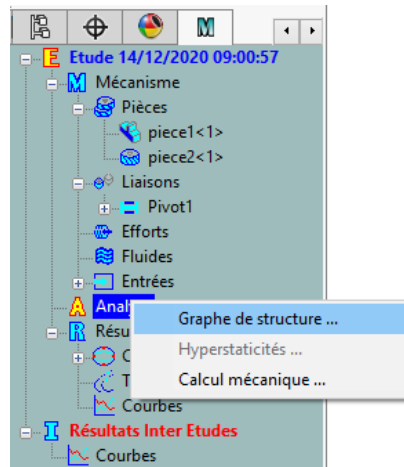 M
E Etude 14/12/2020 09:00:57
M Mécanisme
Pièces
piece1<1>
piece2<1>
Liaisons
Pivot1
Efforts
Fluides
Entrées
A
Graphe de structure ...
R
Hyperstaticités ...
Calcul mécanique ...
Courbes
I Résultats Inter Etudes
Courbes